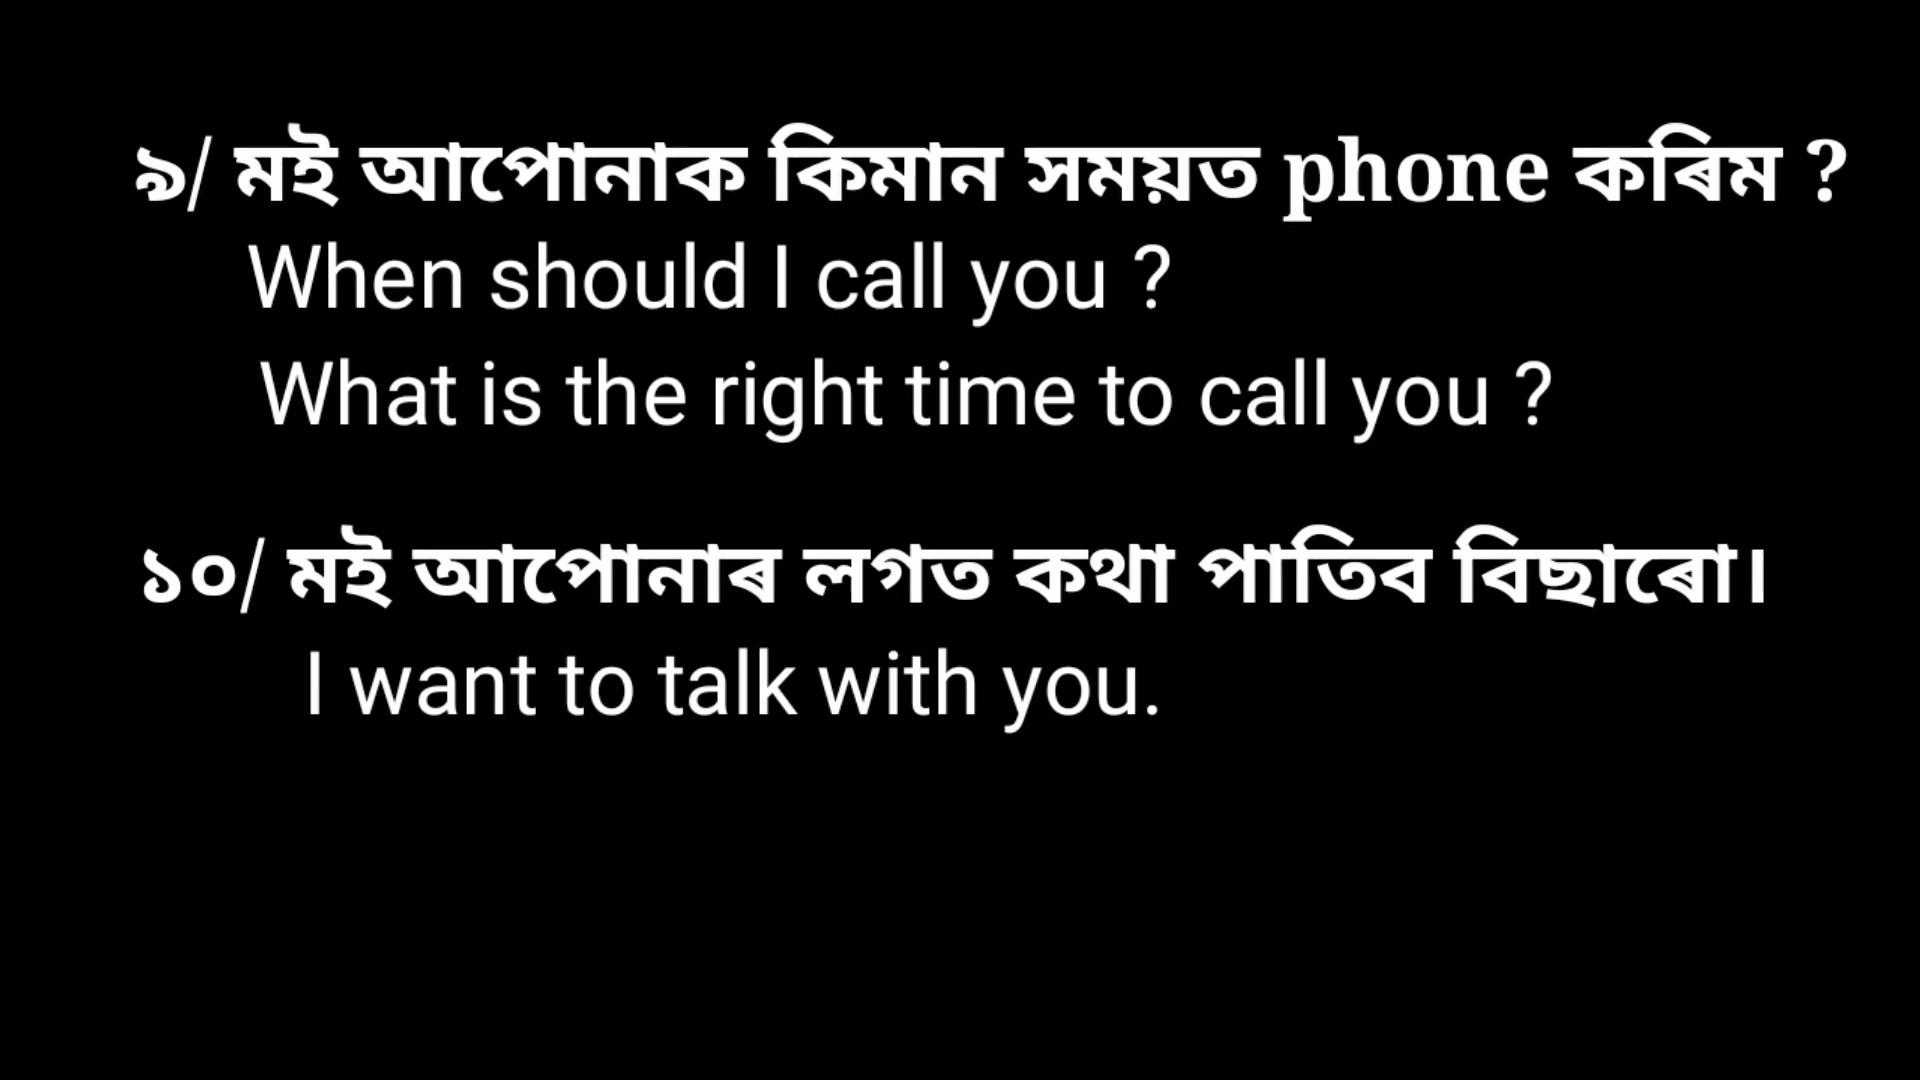 ৯/ মই আপোনাক কিমান সময়ত phone কৰিম ?
When should I call you ?
What is the right time to call you ?
১০/ মই আপোনাৰ লগত কথা পাতিব বিছাৰো।
I want to talk with you.